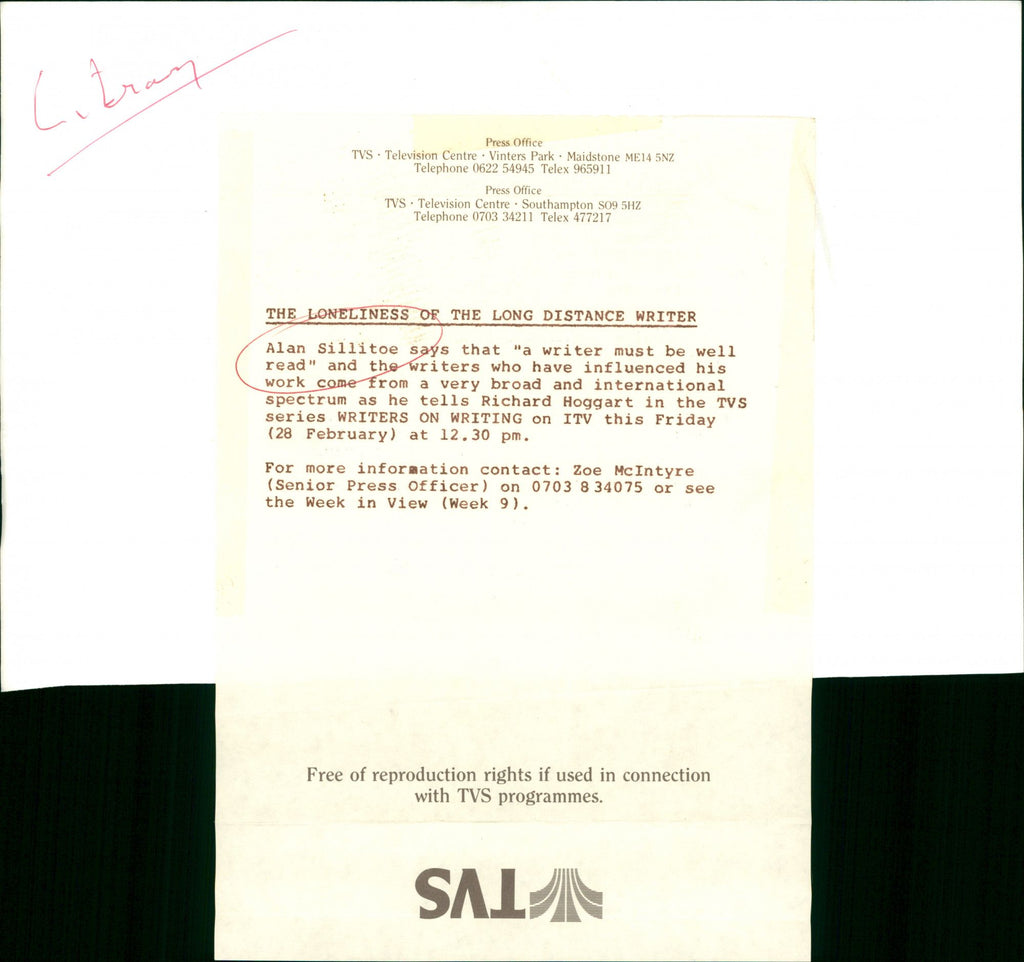 Library
Press Office
TVS · Television Centre · Vinters Park · Maidstone ME14 5NZ
Telephone 0622 54945 Telex 965911
Press Office
TVS · Television Centre · Southampton SO9 5HZ
Telephone 0703 34211 Telex 477217
THE LONELINESS OF THE LONG DISTANCE WRITER
Alan Sillitoe says that "a writer must be well
read" and the writers who have influenced his
work come from a very broad and international
spectrum as he tells Richard Hoggart in the TVS
series WRITERS ON WRITING on ITV this Friday
(28 February) at 12.30 pm.
For more information contact: Zoe McIntyre
(Senior Press Officer) on 0703 834075 or see
the Week in View (Week 9).
Free of reproduction rights if used in connection
with TVS programmes.
TVS